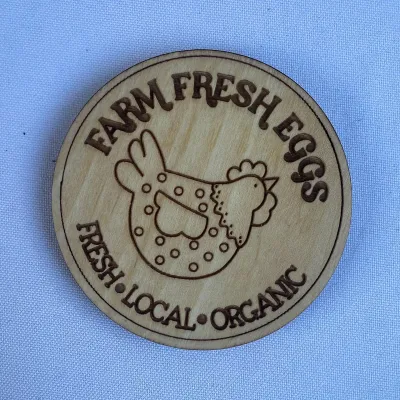 FARM FRESH EGGS
FRESH • LOCAL • ORGANIC